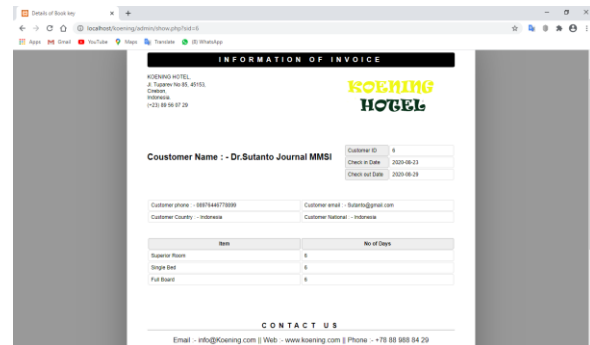 Details of Book key
localhost/koening/admin/show.php?sid=6
Apps Gmail YouTube Maps Translate (8) WhatsApp
INFORMATION OF INVOICE
KOENING HOTEL,
Jl. Tuparev No 85, 45153,
Cirebon,
Indonesia.
(+23) 88 56 07 29
KOENING
HOTEL
Coustomer Name : - Dr.Sutanto Journal MMSI
Customer ID 6
Check in Date 2020-08-23
Check out Date 2020-08-29
Customer phone : - 08979446778899 Customer email : - Sutanto@gmail.com
Customer Country : - Indonesia Customer National : - Indonesia
Item No of Days
Superior Room 6
Single Bed 6
Full Board 6
CONTACT US
Email :- info@Koening.com || Web :- www.koening.com || Phone :- +78 88 988 84 29